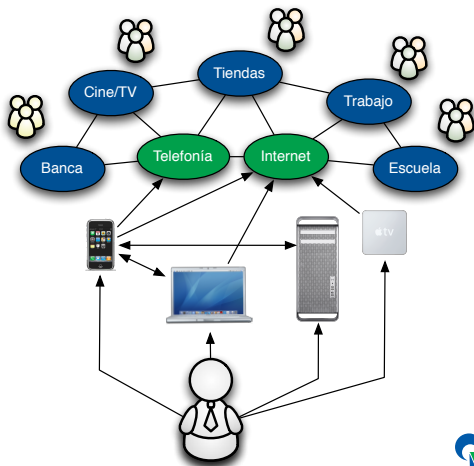 Tiendas
Cine/TV
Trabajo
Telefonía
Internet
Banca
Escuela
tv